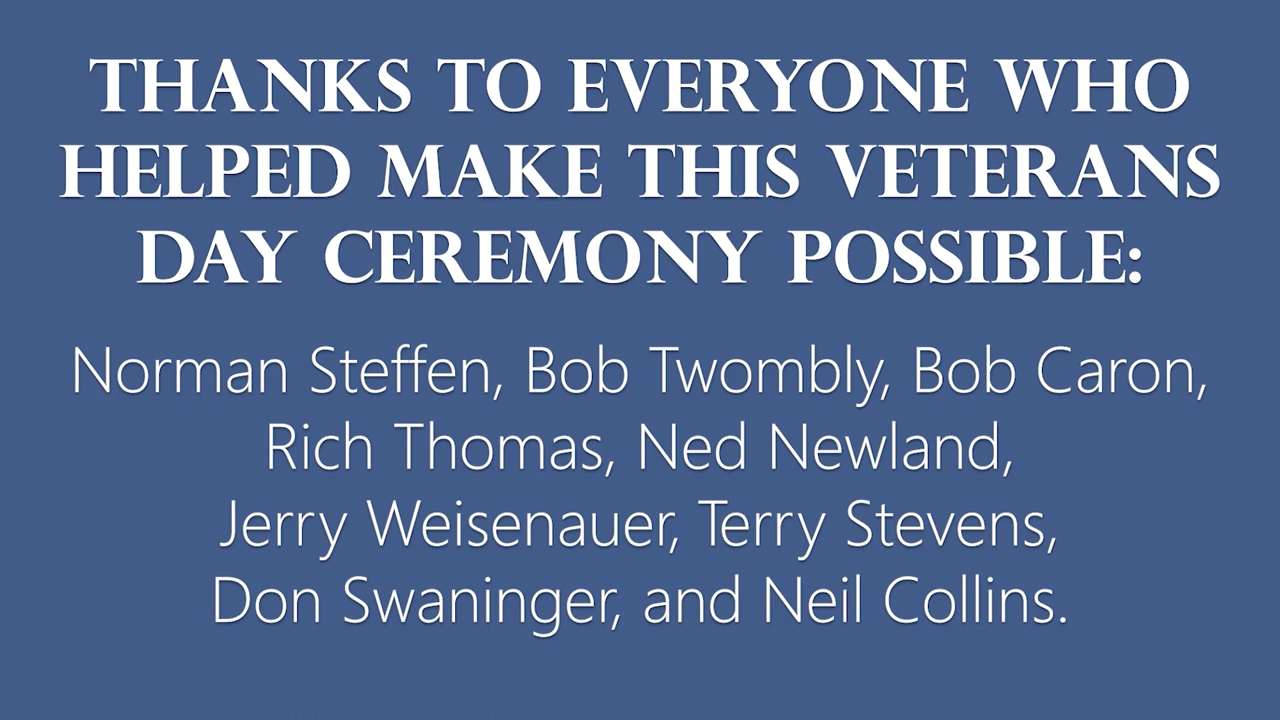 THANKS TO EVERYONE WHO
HELPED MAKE THIS VETERANS
DAY CEREMONY POSSIBLE:
Norman Steffen, Bob Twombly, Bob Caron,
Rich Thomas, Ned Newland,
Jerry Weisenauer, Terry Stevens,
Don Swaninger, and Neil Collins.